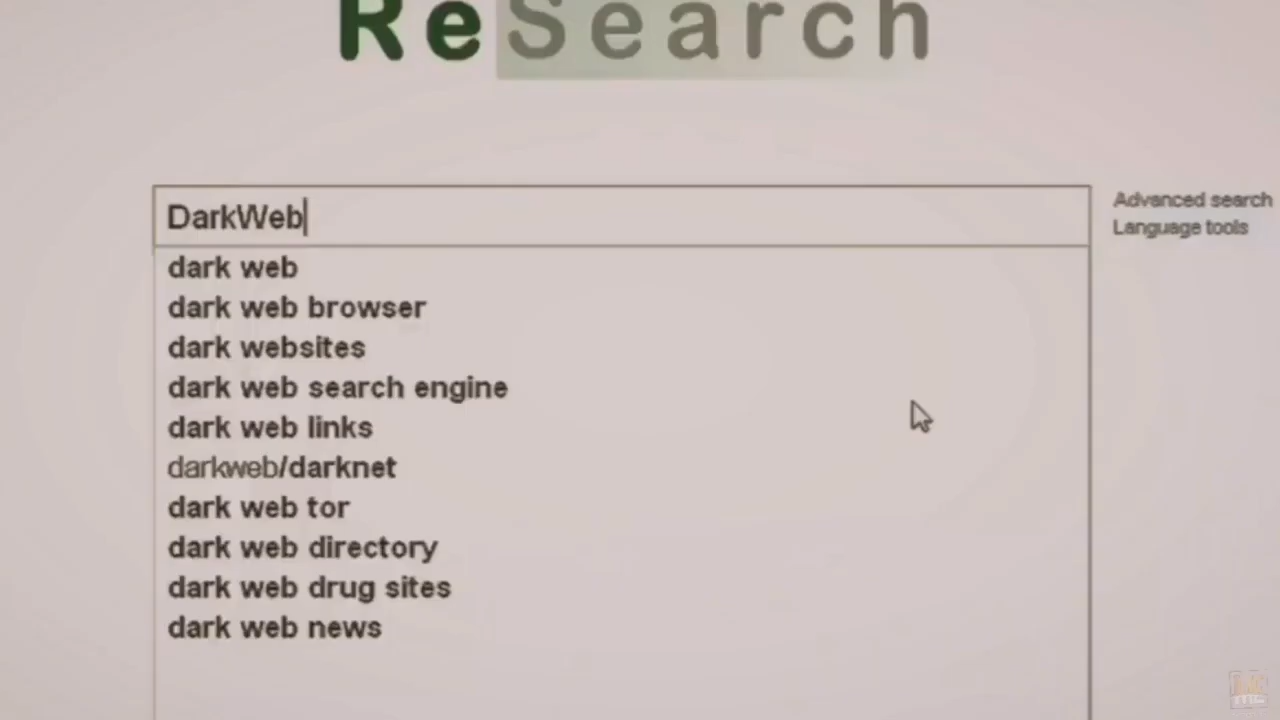 ReSearch
DarkWeb
Advanced search
Language tools
dark web
dark web browser
dark websites
dark web search engine
dark web links
darkweb/darknet
dark web tor
dark web directory
dark web drug sites
dark web news